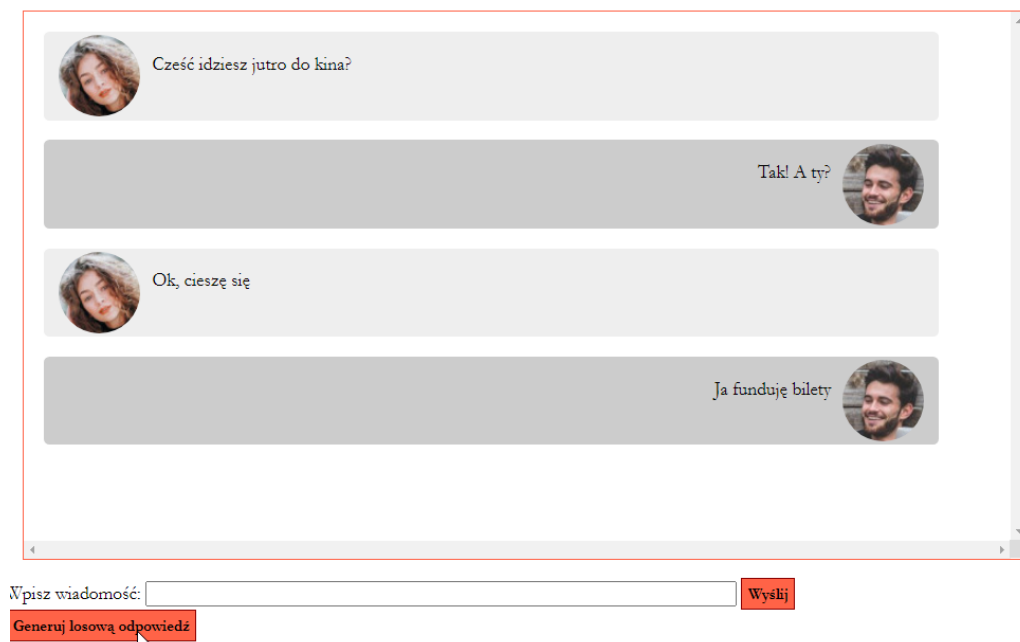 Cześć idziesz jutro do kina?
Tak! A ty?
Ok, cieszę się
Ja funduję bilety
Wpisz wiadomość:
Wyślij
Generuj losową odpowiedź